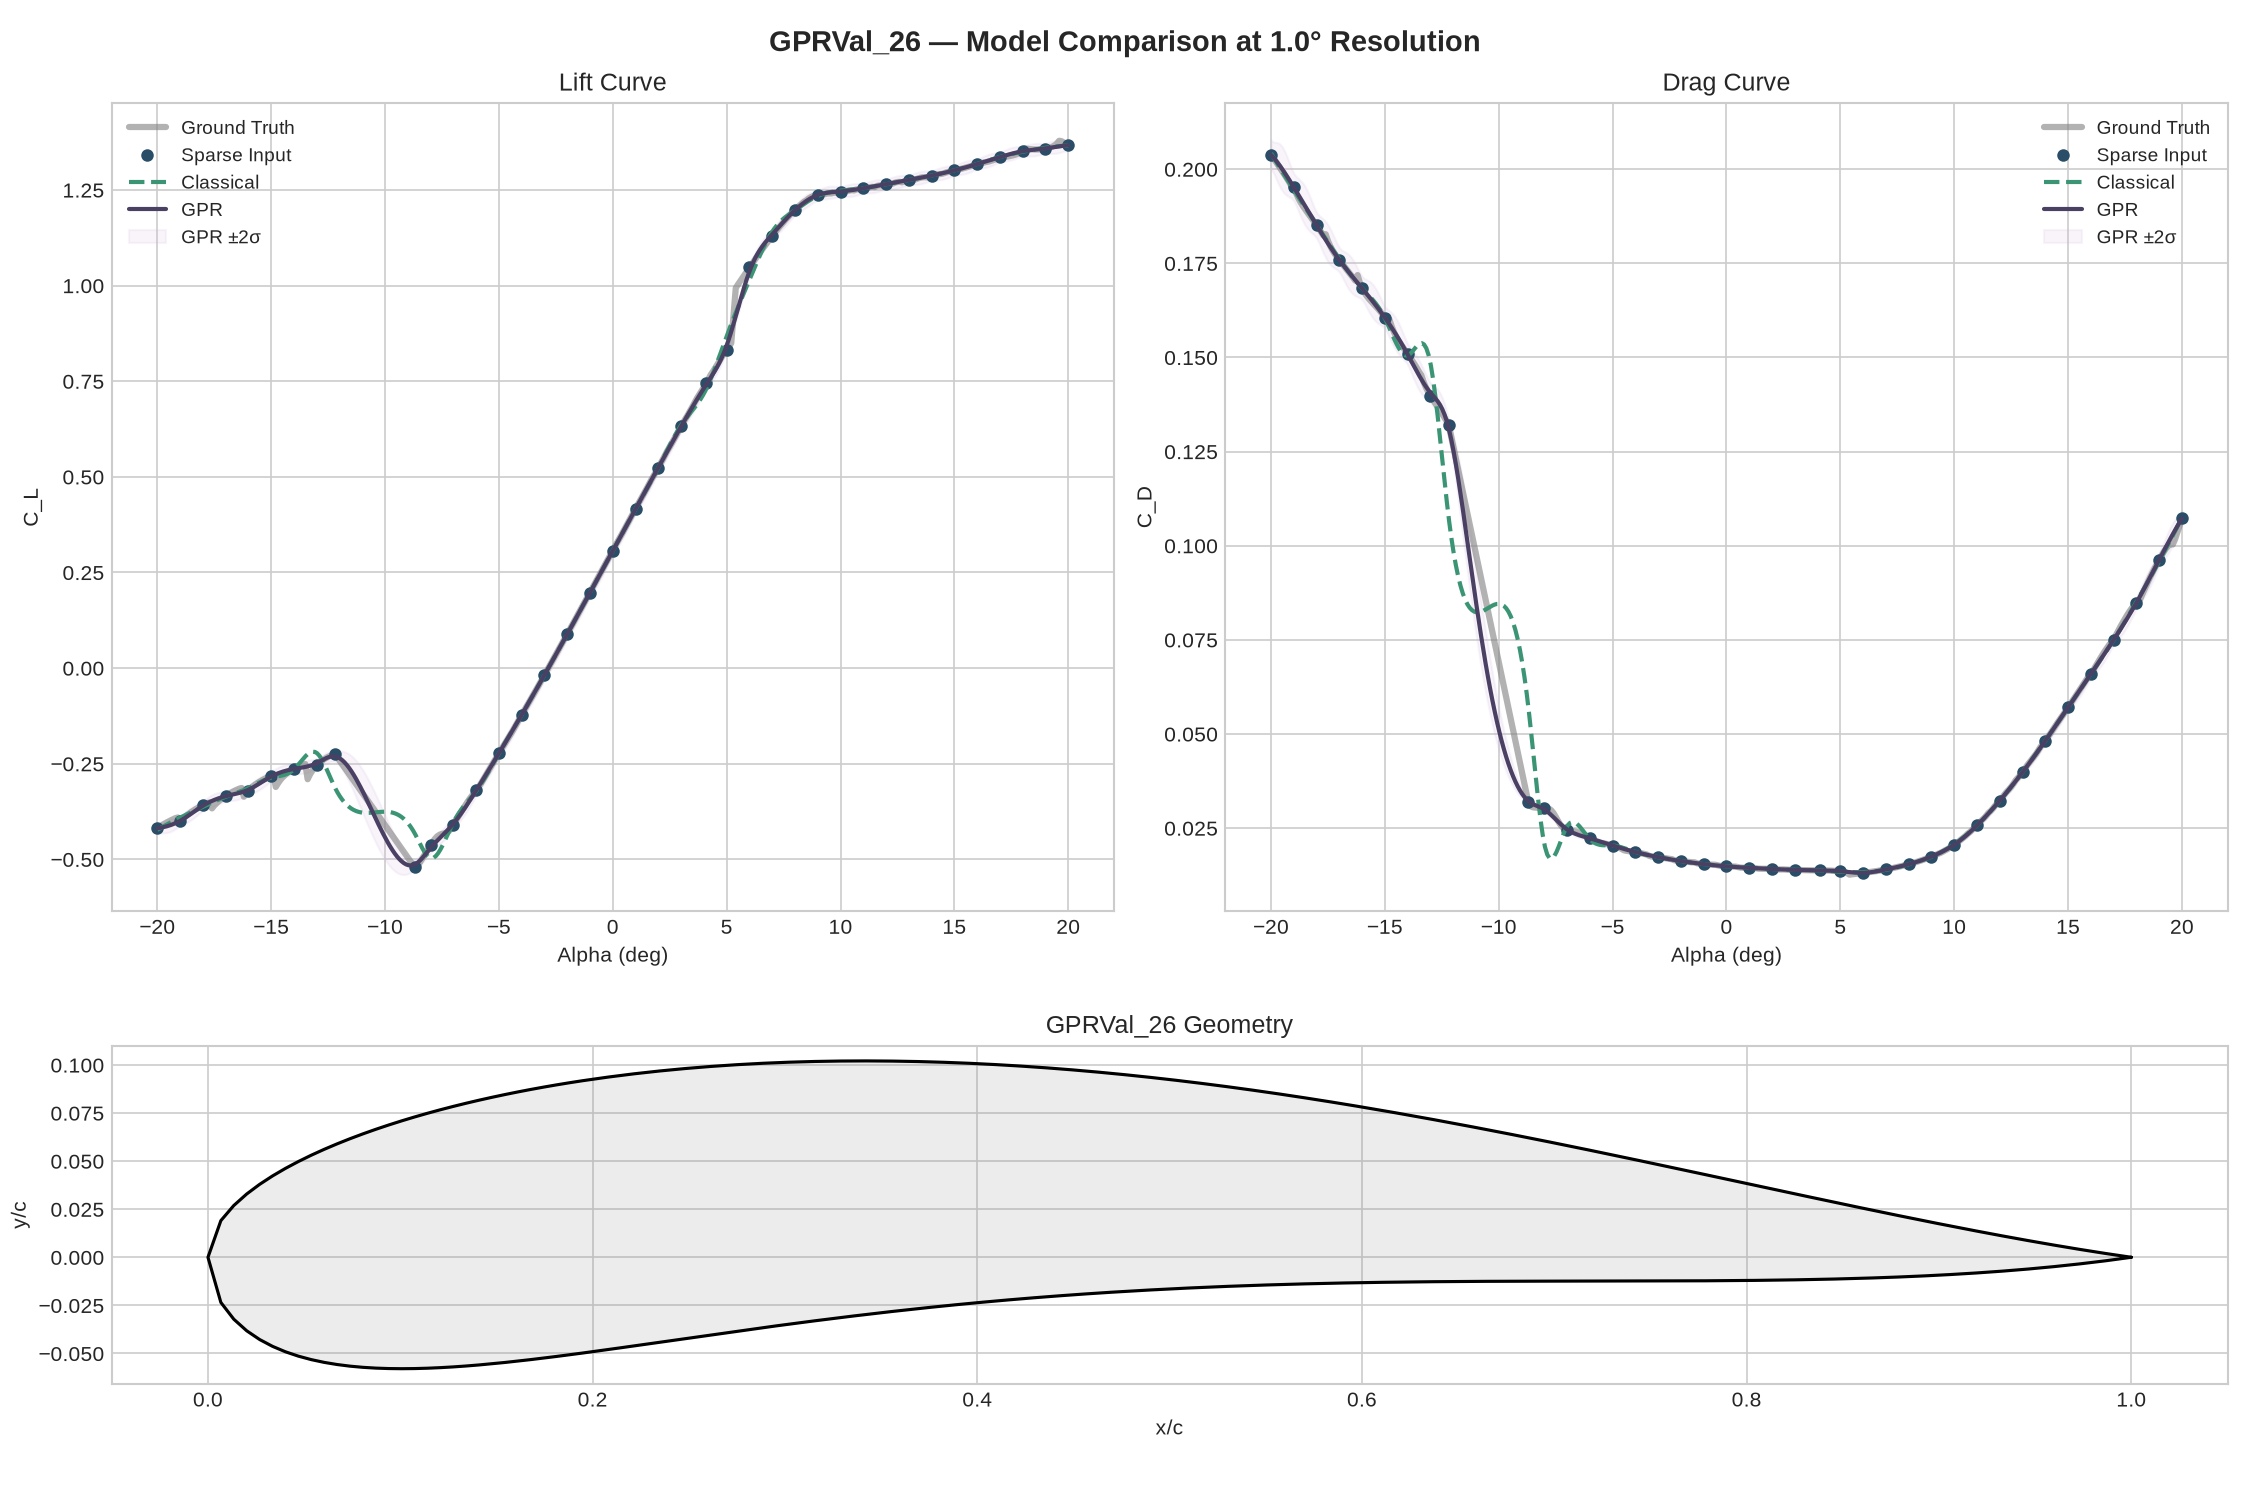 GPRVal_26 — Model Comparison at 1.0° Resolution
Lift Curve
Ground Truth
Sparse Input
Classical
GPR
GPR ±2σ
1.25
1.00
0.75
0.50
0.25
0.00
−0.25
−0.50
C_L
−20 −15 −10 −5 0 5 10 15 20
Alpha (deg)
Drag Curve
Ground Truth
Sparse Input
Classical
GPR
GPR ±2σ
0.200
0.175
0.150
0.125
0.100
0.075
0.050
0.025
C_D
−20 −15 −10 −5 0 5 10 15 20
Alpha (deg)
GPRVal_26 Geometry
0.100
0.075
0.050
0.025
0.000
−0.025
−0.050
y/c
0.0 0.2 0.4 0.6 0.8 1.0
x/c